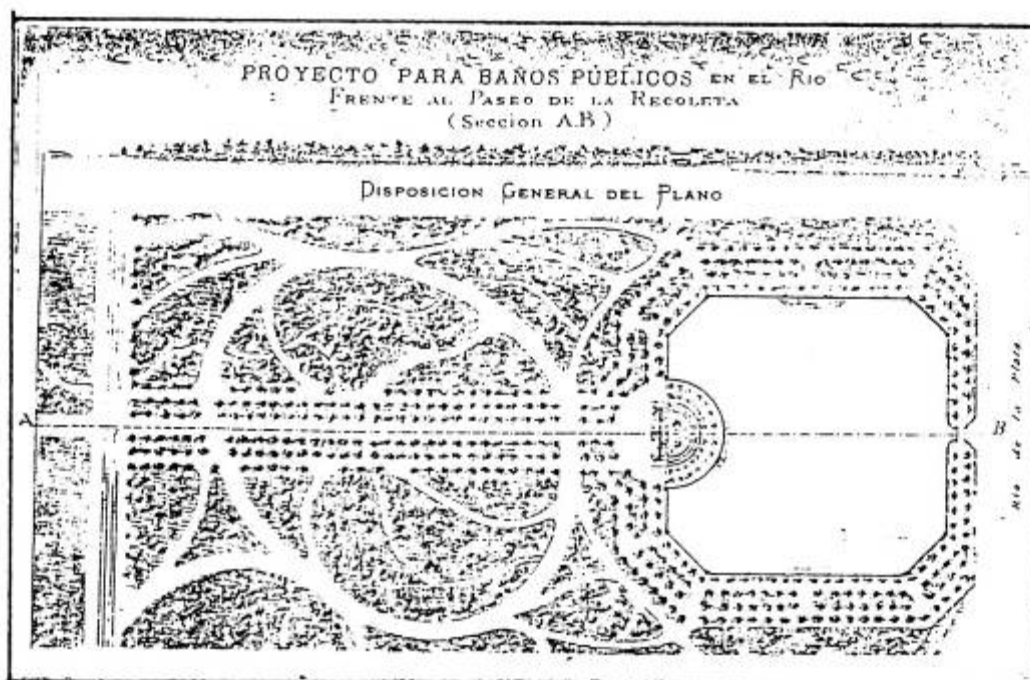 PROYECTO PARA BAÑOS PÚBLICOS EN EL RIO
FRENTE AL PASEO DE LA RECOLETA
(Seccion A.B)
DISPOSICION GENERAL DEL PLANO
A
B
Rio de la Plata